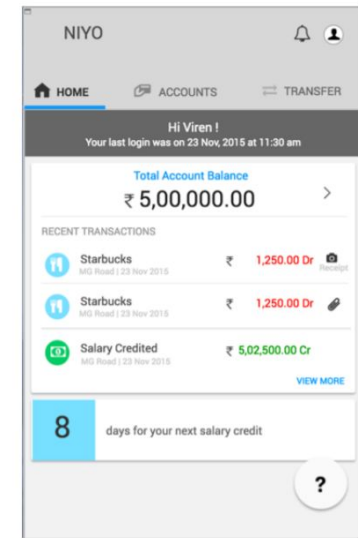 NIYO
HOME ACCOUNTS TRANSFER
Hi Viren !
Your last login was on 23 Nov, 2015 at 11:30 am
Total Account Balance
₹ 5,00,000.00 >
RECENT TRANSACTIONS
Starbucks ₹ 1,250.00 Dr
MG Road | 23 Nov 2015 Receipt
Starbucks ₹ 1,250.00 Dr
MG Road | 23 Nov 2015
Salary Credited ₹ 5,02,500.00 Cr
MG Road | 23 Nov 2015
VIEW MORE
8 days for your next salary credit
?